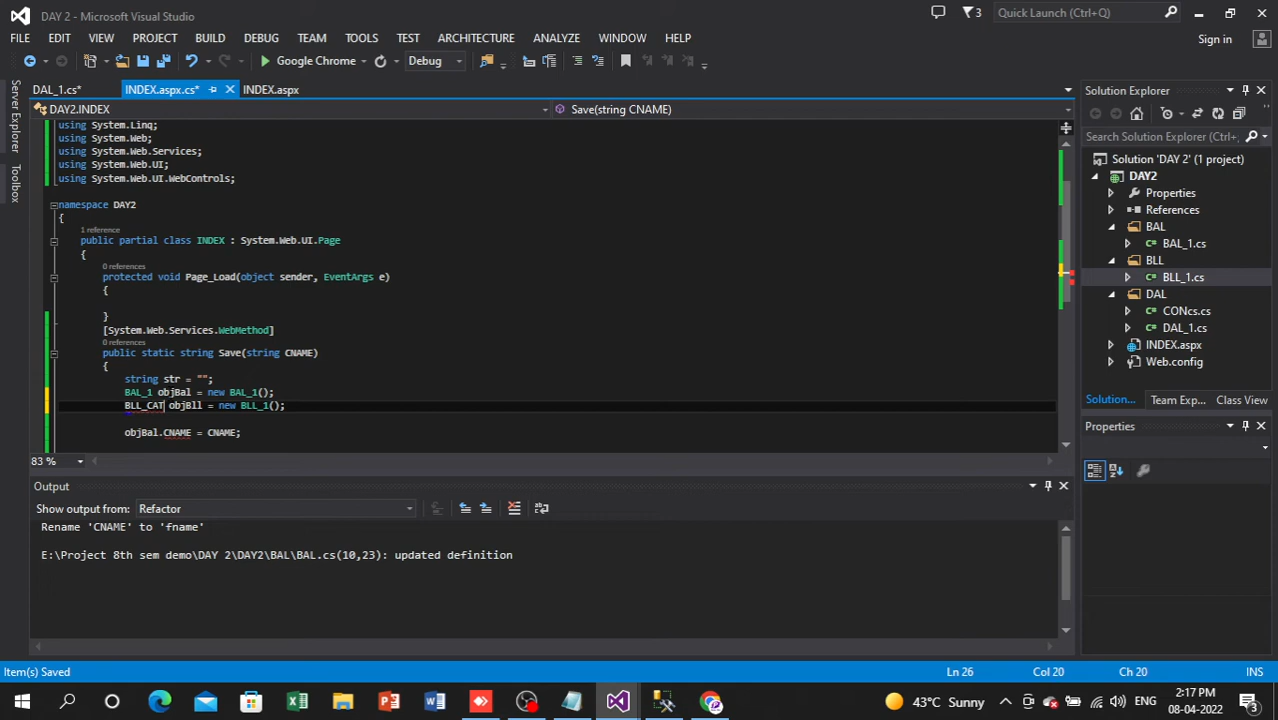 DAY 2 - Microsoft Visual Studio
3
Quick Launch (Ctrl+Q)
FILE EDIT VIEW PROJECT BUILD DEBUG TEAM TOOLS TEST ARCHITECTURE ANALYZE WINDOW HELP
Sign in
Google Chrome
Debug
DAL_1.cs*
INDEX.aspx.cs*
INDEX.aspx
Server Explorer
Toolbox
DAY2.INDEX
Save(string CNAME)
using System.Linq;
using System.Web;
using System.Web.Services;
using System.Web.UI;
using System.Web.UI.WebControls;
namespace DAY2
{
1 reference
public partial class INDEX : System.Web.UI.Page
{
0 references
protected void Page_Load(object sender, EventArgs e)
{
}
[System.Web.Services.WebMethod]
0 references
public static string Save(string CNAME)
{
string str = "";
BAL_1 objBal = new BAL_1();
BLL_CAT objBll = new BLL_1();
objBal.CNAME = CNAME;
83 %
Output
Show output from: Refactor
Rename 'CNAME' to 'fname'
E:\Project 8th sem demo\DAY 2\DAY2\BAL\BAL.cs(10,23): updated definition
Solution Explorer
Search Solution Explorer (Ctrl+
Solution 'DAY 2' (1 project)
DAY2
Properties
References
BAL
BAL_1.cs
BLL
BLL_1.cs
DAL
CONcs.cs
DAL_1.cs
INDEX.aspx
Web.config
Solution... Team Explorer Class View
Properties
Item(s) Saved
Ln 26
Col 20
Ch 20
INS
43°C Sunny
ENG
2:17 PM
08-04-2022
3